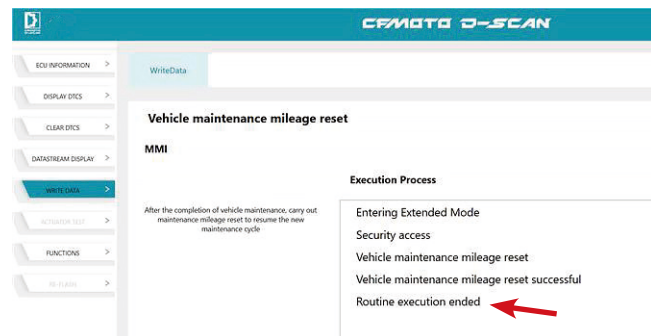 CFMOTO D-SCAN
ECU INFORMATION >
WriteData
DISPLAY DTCS >
Vehicle maintenance mileage reset
CLEAR DTCS >
MMI
DATASTREAM DISPLAY >
Execution Process
WRITE DATA >
After the completion of vehicle maintenance, carry out
maintenance mileage reset to resume the new
maintenance cycle
Entering Extended Mode
ACTUATOR TEST >
Security access
FUNCTIONS >
Vehicle maintenance mileage reset
Vehicle maintenance mileage reset successful
RE-FLASH >
Routine execution ended